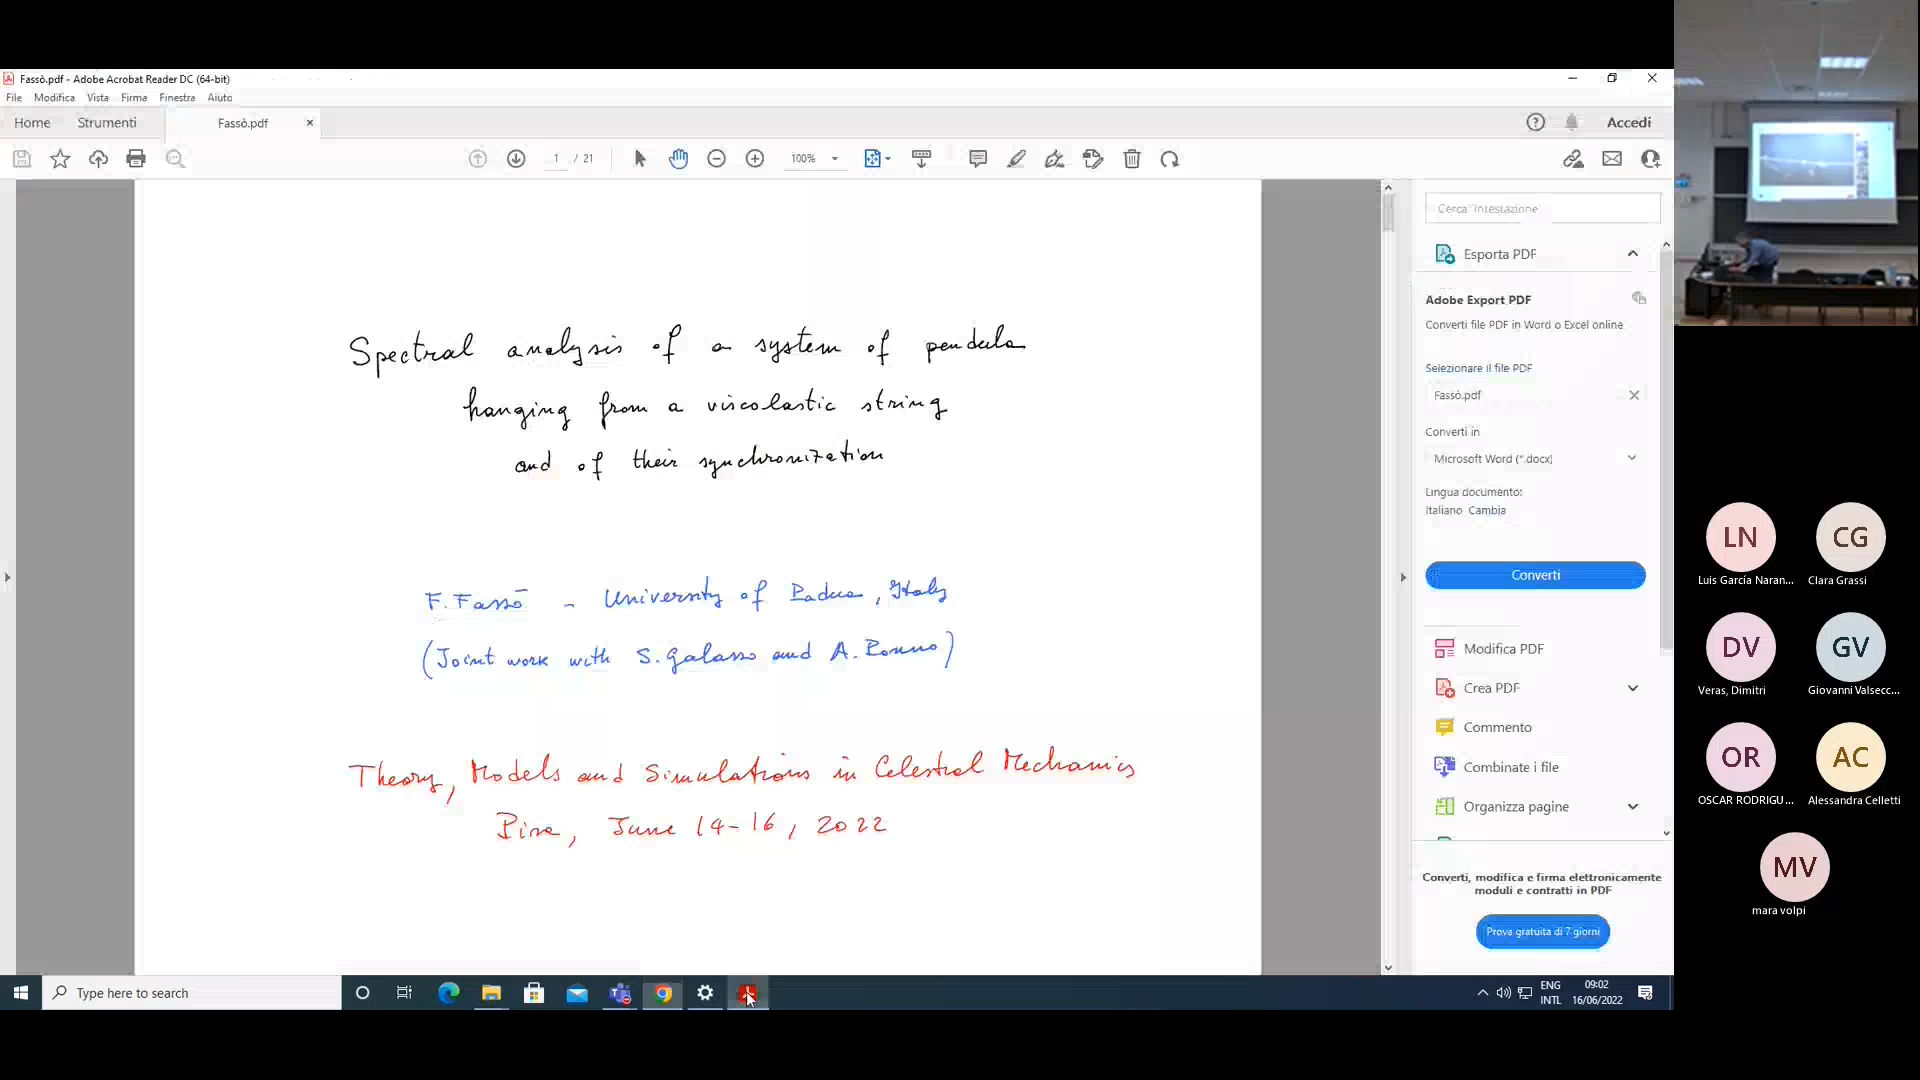 Fassò.pdf - Adobe Acrobat Reader DC (64-bit)
File Modifica Vista Firma Finestra Aiuto
Home Strumenti Fassò.pdf Accedi
1 / 21 100%
Spectral analysis of a system of pendula
hanging from a viscolastic string
and of their synchronization
F. Fassò - University of Padua, Italy
(Joint work with S. Galasso and A. Ponno)
Theory, Models and Simulations in Celestial Mechanics
Pisa, June 14-16, 2022
Cerca 'Intestazione
Esporta PDF
Adobe Export PDF
Converti file PDF in Word o Excel online
Selezionare il file PDF
Fassò.pdf
Converti in
Microsoft Word (*.docx)
Lingua documento:
Italiano Cambia
Converti
Modifica PDF
Crea PDF
Commento
Combinate i file
Organizza pagine
Converti, modifica e firma elettronicamente
moduli e contratti in PDF
Prova gratuita di 7 giorni
LN
Luis García Naran...
CG
Clara Grassi
DV
Veras, Dimitri
GV
Giovanni Valsecc...
OR
OSCAR RODRIGU...
AC
Alessandra Celletti
MV
mara volpi
Type here to search
ENG
INTL
09:02
16/06/2022